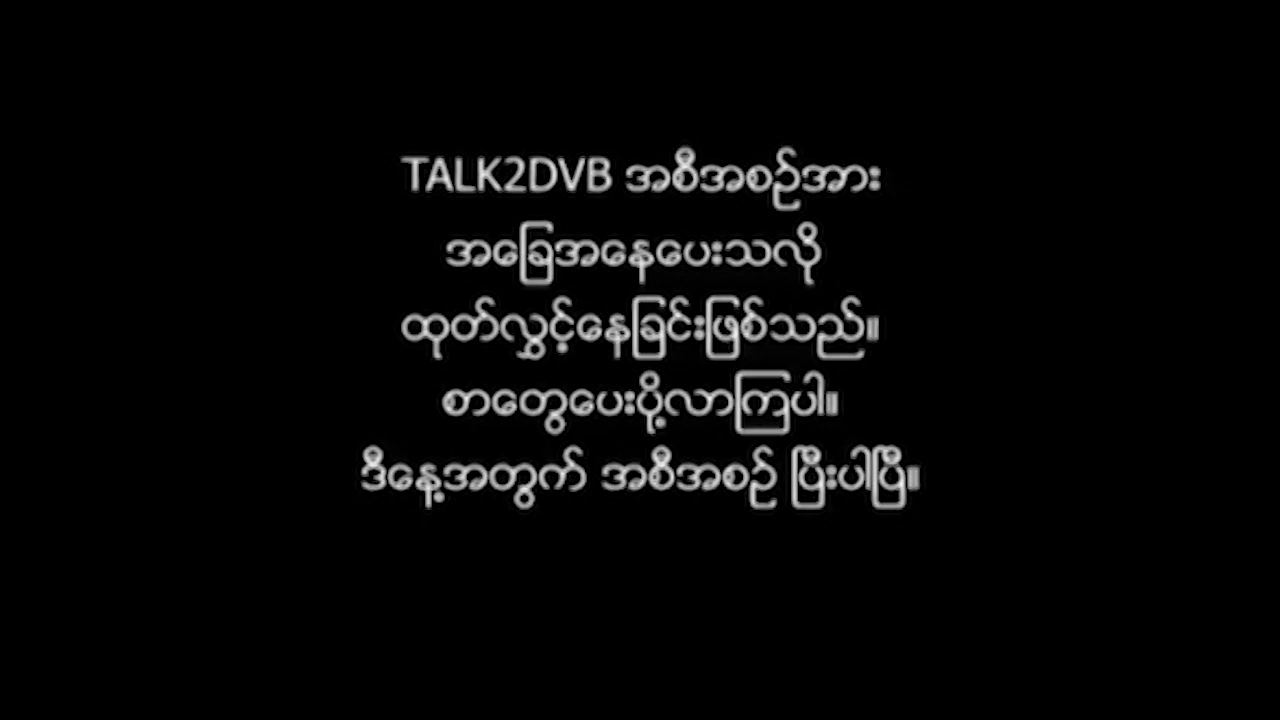 TALK2DVB အစီအစဉ်အား
အခြေအနေပေးသလို
ထုတ်လွှင့်နေခြင်းဖြစ်သည်။
စာတွေပေးပို့လာကြပါ။
ဒီနေ့အတွက် အစီအစဉ် ပြီးပါပြီ။